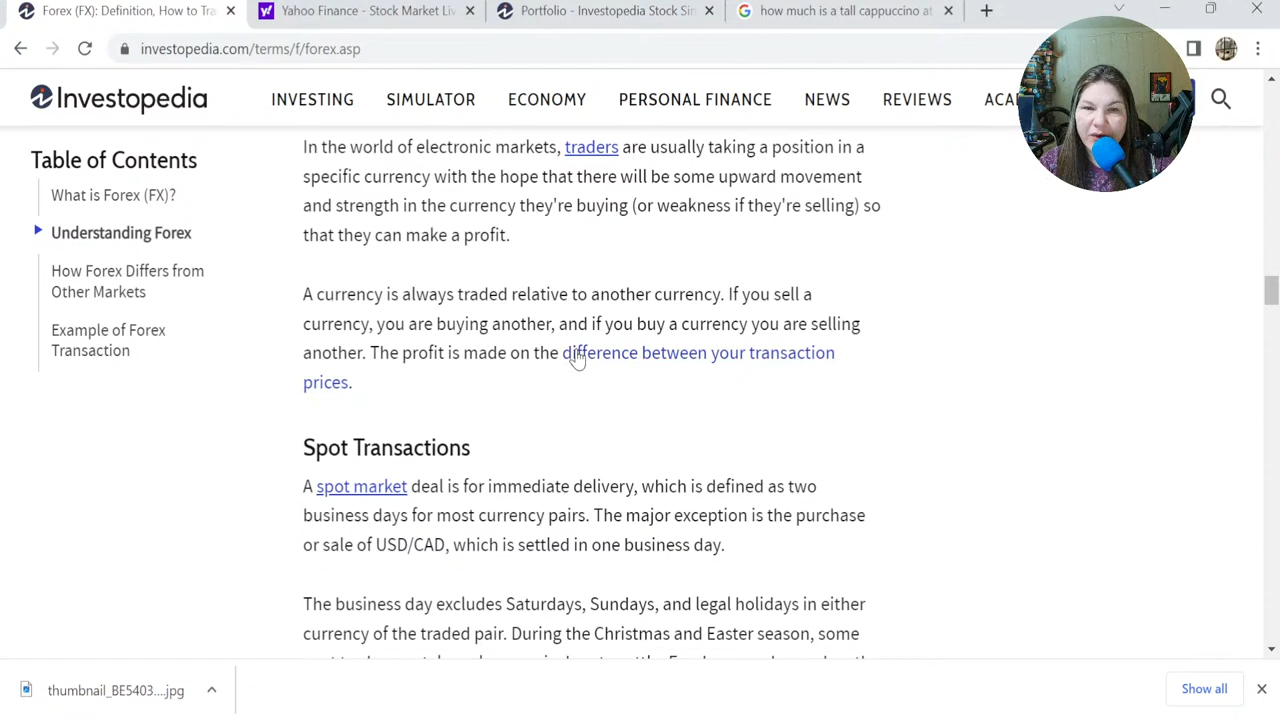 Forex (FX): Definition, How to Tra
Yahoo Finance - Stock Market Liv
Portfolio - Investopedia Stock Sim
how much is a tall cappuccino at
investopedia.com/terms/f/forex.asp
Investopedia
INVESTING
SIMULATOR
ECONOMY
PERSONAL FINANCE
NEWS
REVIEWS
ACA
Table of Contents
What is Forex (FX)?
Understanding Forex
How Forex Differs from
Other Markets
Example of Forex
Transaction
In the world of electronic markets, traders are usually taking a position in a
specific currency with the hope that there will be some upward movement
and strength in the currency they're buying (or weakness if they're selling) so
that they can make a profit.
A currency is always traded relative to another currency. If you sell a
currency, you are buying another, and if you buy a currency you are selling
another. The profit is made on the difference between your transaction
prices.
Spot Transactions
A spot market deal is for immediate delivery, which is defined as two
business days for most currency pairs. The major exception is the purchase
or sale of USD/CAD, which is settled in one business day.
The business day excludes Saturdays, Sundays, and legal holidays in either
currency of the traded pair. During the Christmas and Easter season, some
thumbnail_BE5403....jpg
Show all